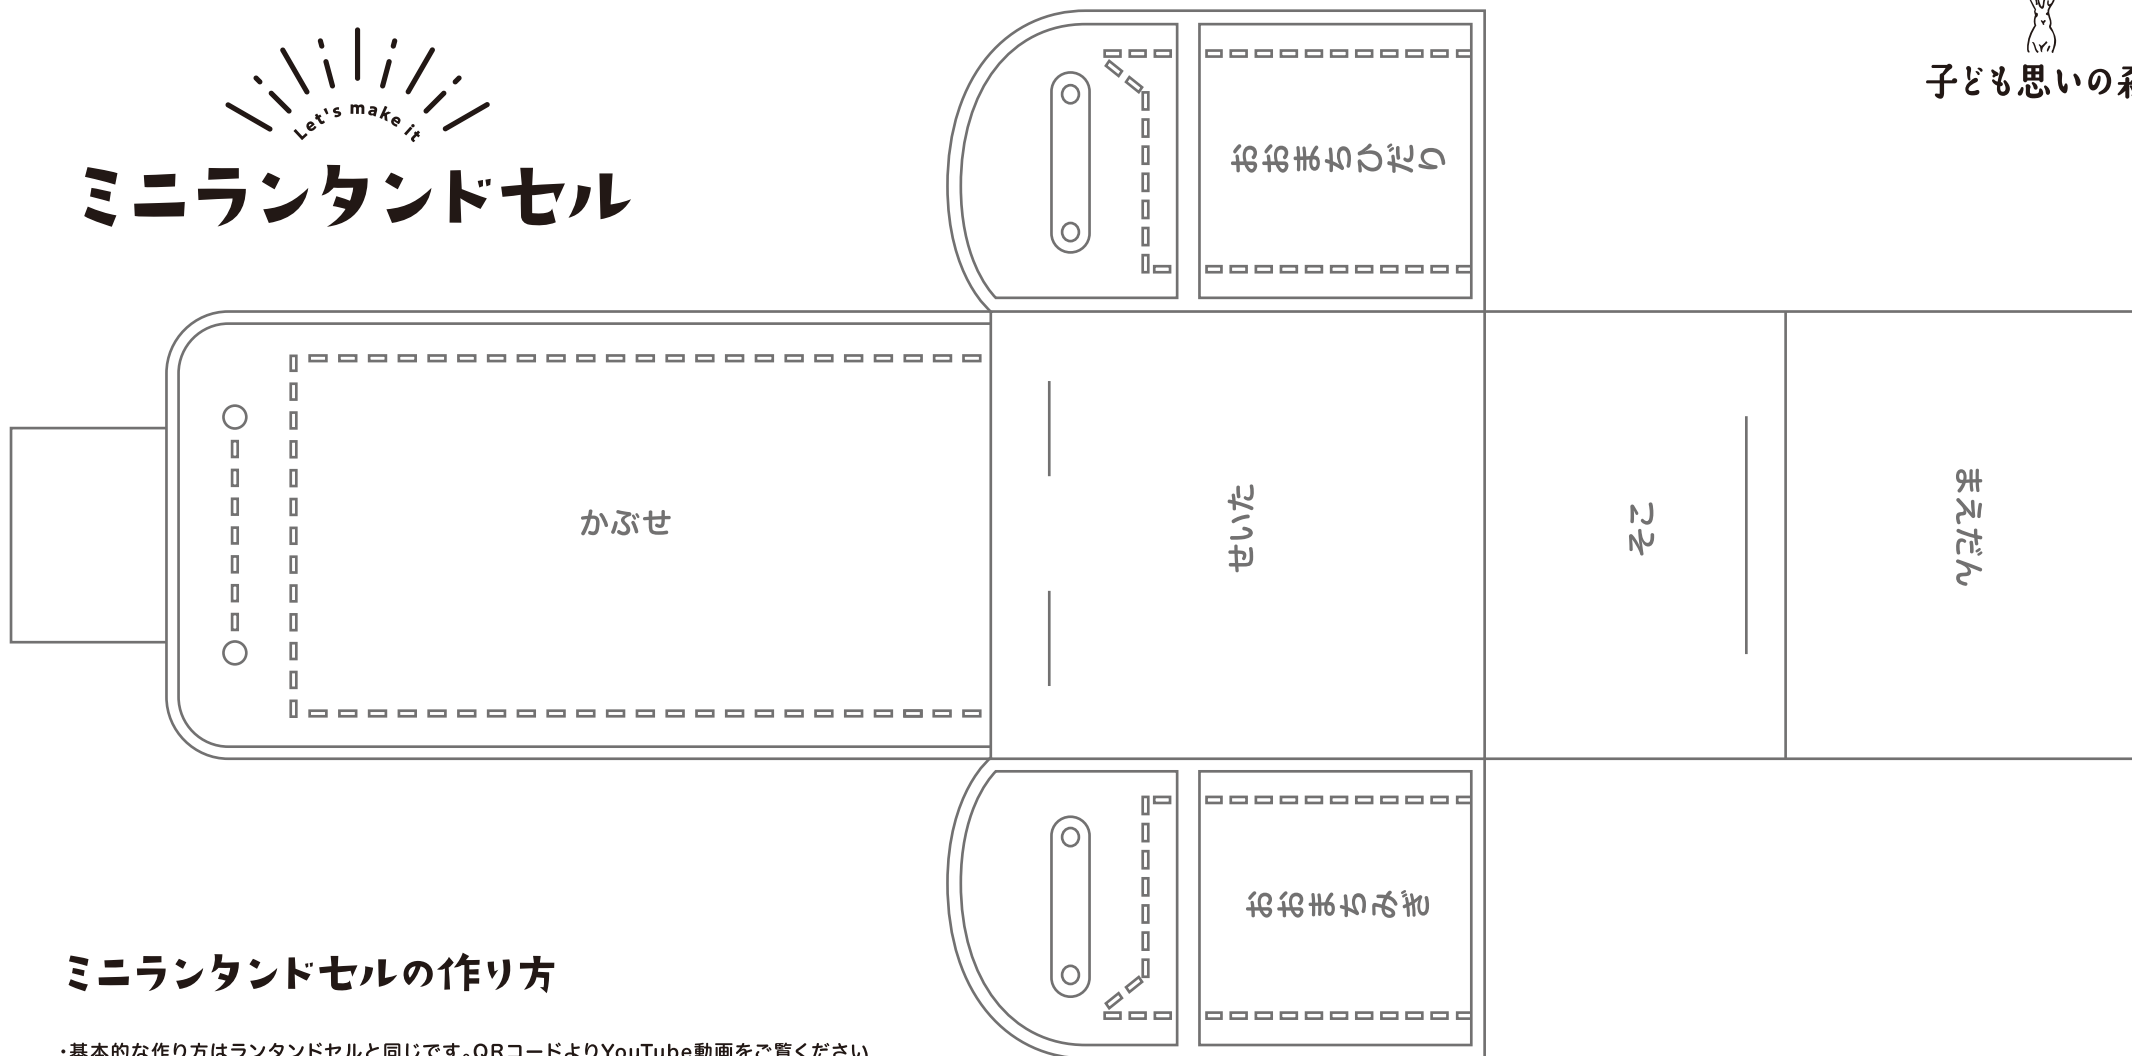 Let's make it
ミニランタンドセル
子ども思いの森
おおまちひだり
かぶせ
せいた
そこ
まえだん
おおまちみぎ
ミニランタンドセルの作り方
・基本的な作り方はランタンドセルと同じです。QRコードよりYouTube動画をご覧ください